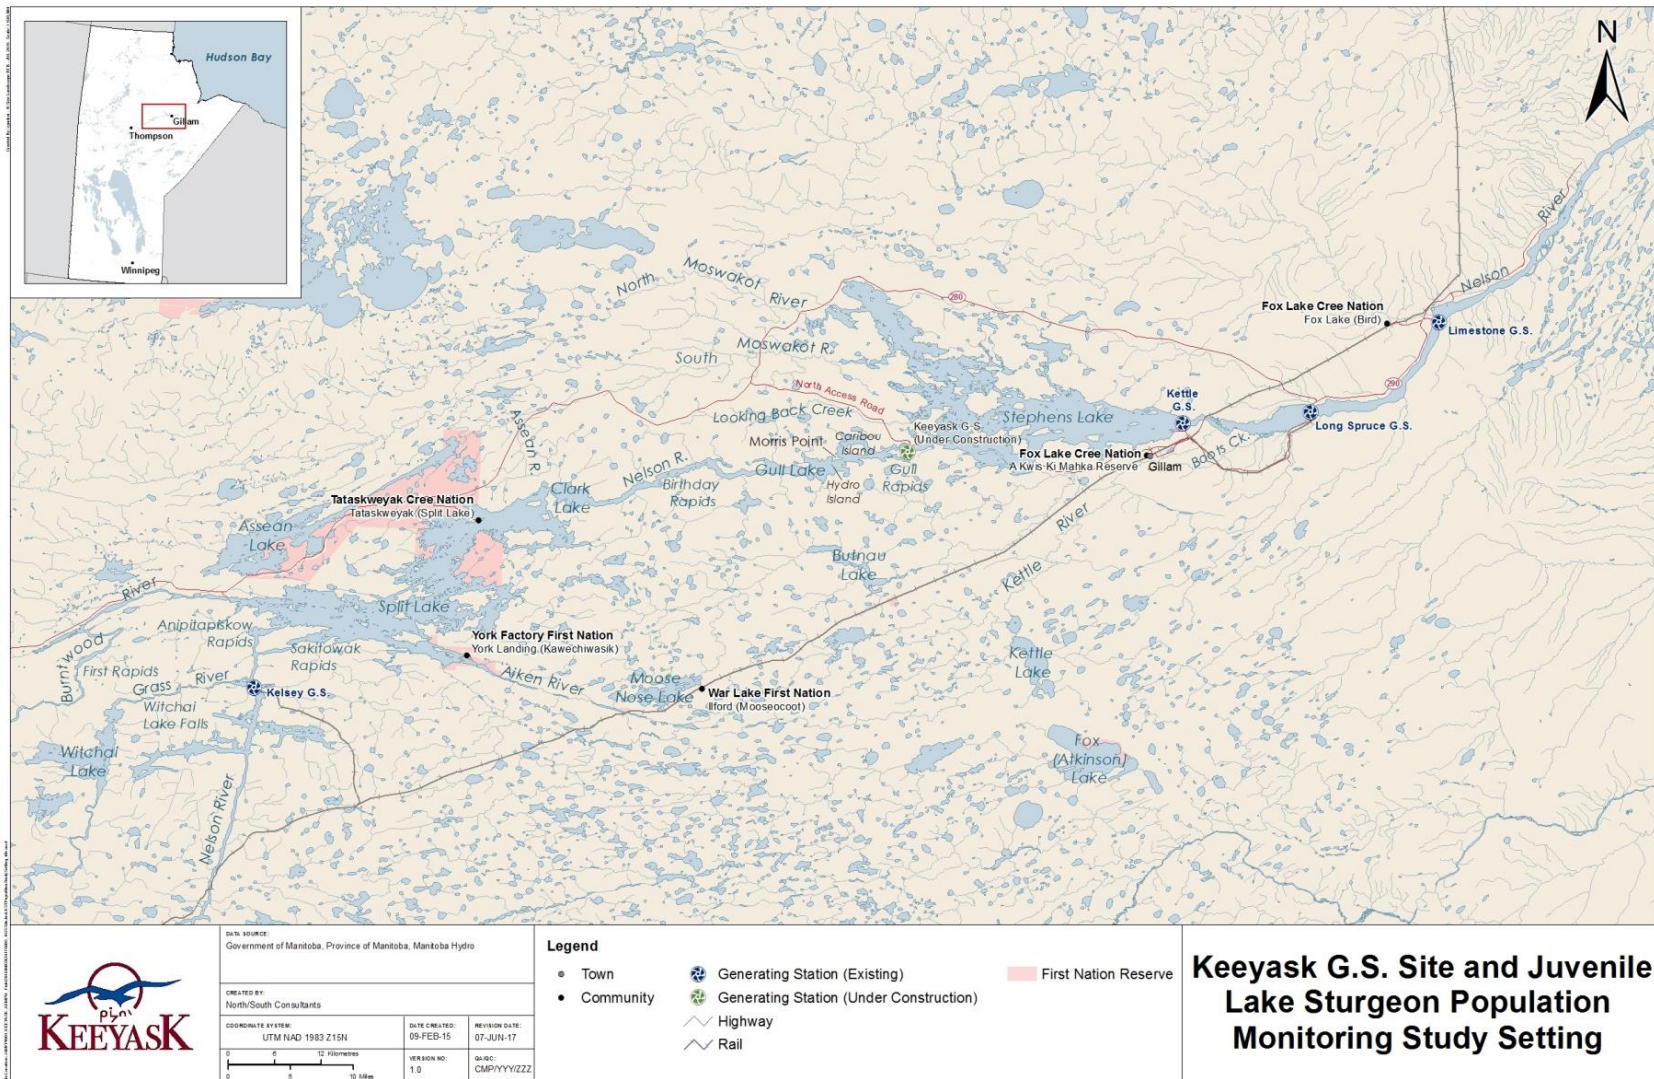 Hudson Bay
Gillam
Thompson
Winnipeg
N
North
Moswakot
River
280
Nelson
River
Fox Lake Cree Nation
Fox Lake (Bird)
Limestone G.S.
South
Moswakot R.
North Access Road
290
Kettle
G.S.
Looking Back Creek
Stephens Lake
Long Spruce G.S.
Keeyask G.S.
(Under Construction)
Morris Point
Caribou
Island
Fox Lake Cree Nation
A Kwis Ki Mahka Reserve
Gillam
Boots Ck.
Assean R.
Nelson R.
Gull Lake
Gull
Rapids
Hydro
Island
Birthday
Rapids
Clark
Lake
Tataskweyak Cree Nation
Tataskweyak (Split Lake)
Assean
Lake
River
Kettle
Butnau
Lake
River
Burntwood
Split Lake
Anipitapiskow
Rapids
Sakitowak
Rapids
York Factory First Nation
York Landing (Kawechiwasik)
First Rapids
Grass
River
Kelsey G.S.
Aiken River
Moose
Nose Lake
War Lake First Nation
Ilford (Mooseocoot)
Kettle
Lake
Witchai
Lake Falls
Witchai
Lake
Fox
(Atkinson)
Lake
Nelson River
KEEYASK
DATA SOURCE:
Government of Manitoba, Province of Manitoba, Manitoba Hydro
CREATED BY:
North/South Consultants
COORDINATE SYSTEM:
UTM NAD 1983 Z15N
DATE CREATED:
09-FEB-15
REVISION DATE:
07-JUN-17
0 6 12 Kilometres
0 5 10 Miles
VERSION NO:
1.0
QA/QC:
CMP/YYY/ZZZ
Legend
Town
Community
Generating Station (Existing)
Generating Station (Under Construction)
Highway
Rail
First Nation Reserve
Keeyask G.S. Site and Juvenile
Lake Sturgeon Population
Monitoring Study Setting